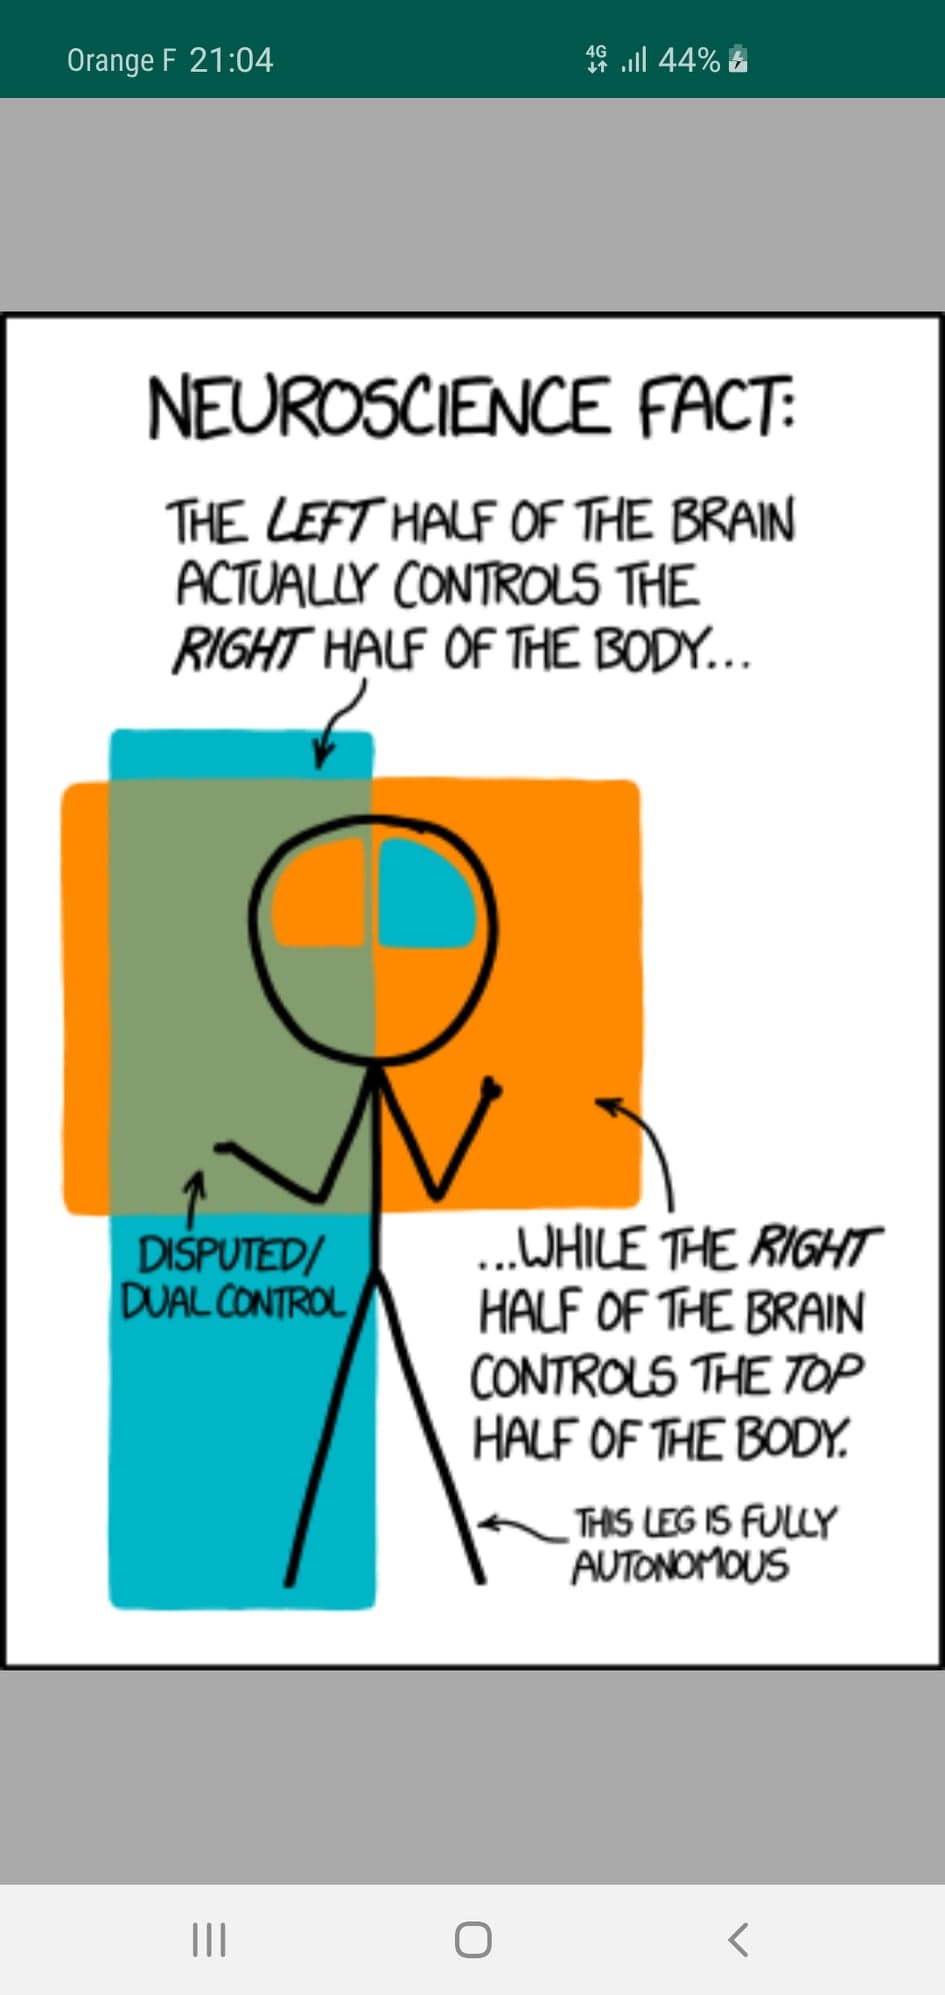 Orange F 21:04 4G 44%
NEUROSCIENCE FACT:
THE LEFT HALF OF THE BRAIN
ACTUALLY CONTROLS THE
RIGHT HALF OF THE BODY...
DISPUTED/
DUAL CONTROL
...WHILE THE RIGHT
HALF OF THE BRAIN
CONTROLS THE TOP
HALF OF THE BODY.
THIS LEG IS FULLY
AUTONOMOUS